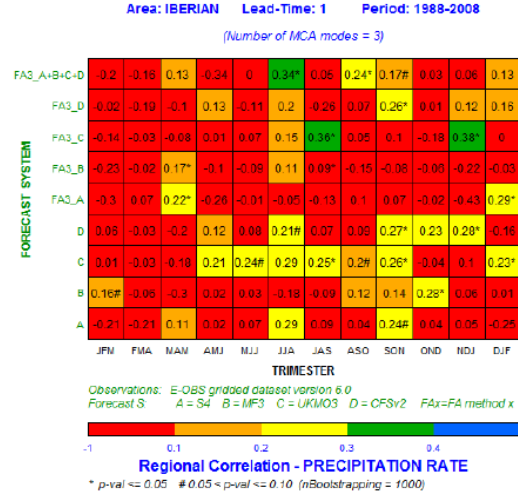 Area: IBERIAN Lead-Time: 1 Period: 1988-2008
(Number of MCA modes = 3)
FORECAST SYSTEM
FA3_A+B+C+D -0.2 -0.16 0.13 -0.34 0 0.34* 0.05 0.24* 0.17# 0.03 0.06 0.13
FA3_D -0.02 -0.19 -0.1 0.13 -0.11 0.2 -0.26 0.07 0.26* 0.01 0.12 0.16
FA3_C -0.14 -0.03 -0.08 0.01 0.07 0.15 0.36* 0.05 0.1 -0.18 0.38* 0
FA3_B -0.23 -0.02 0.17* -0.1 -0.09 0.11 0.09* -0.15 -0.08 -0.06 -0.22 -0.03
FA3_A -0.3 0.07 0.22* -0.26 -0.01 -0.05 -0.13 0.1 0.07 -0.02 -0.43 0.29*
D 0.06 -0.03 -0.2 0.12 0.08 0.21# 0.07 0.09 0.27* 0.23 0.28* -0.16
C 0.01 -0.03 -0.18 0.21 0.24# 0.29 0.25* 0.2# 0.26* -0.04 0.1 0.23*
B 0.16# -0.06 -0.3 0.02 0.03 -0.18 -0.09 0.12 0.14 0.28* 0.06 0.01
A -0.21 -0.21 0.11 0.02 0.07 0.29 0.09 0.04 0.24# 0.04 0.05 -0.25
JFM FMA MAM AMJ MJJ JJA JAS ASO SON OND NDJ DJF
TRIMESTER
Observations: E-OBS gridded dataset version 6.0
Forecast S: A = S4 B = MF3 C = UKMO3 D = CFSv2 FAx=FA method x
-1 0.1 0.2 0.3 0.4
Regional Correlation - PRECIPITATION RATE
* p-val <= 0.05 # 0.05 < p-val <= 0.10 (nBootstrapping = 1000)